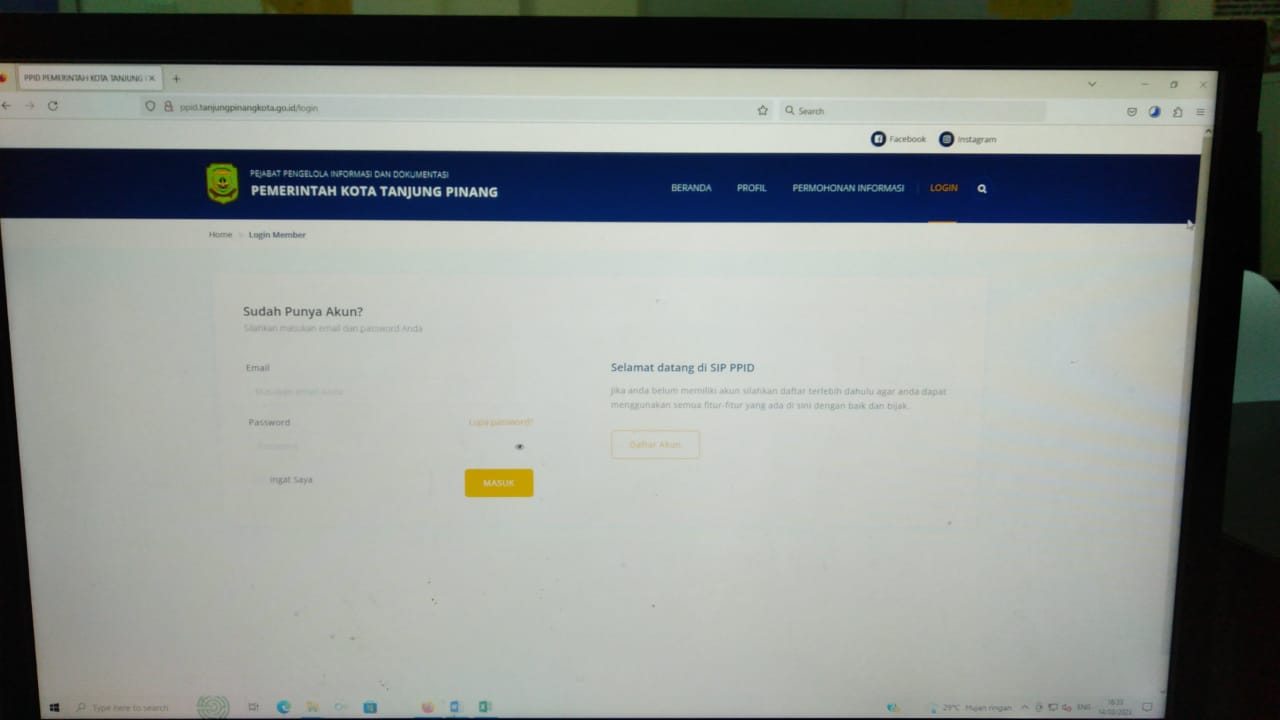 PPID PEMERINTAH KOTA TANJUNG
ppid.tanjungpinangkota.go.id/login
Search
Facebook
Instagram
PEJABAT PENGELOLA INFORMASI DAN DOKUMENTASI
PEMERINTAH KOTA TANJUNG PINANG
BERANDA PROFIL PERMOHONAN INFORMASI LOGIN
Home Login Member
Sudah Punya Akun?
Silahkan masukan email dan password Anda
Email
Masukan email Anda
Password Lupa password?
Password
Ingat Saya
MASUK
Selamat datang di SIP PPID
Jika anda belum memiliki akun silahkan daftar terlebih dahulu agar anda dapat
menggunakan semua fitur-fitur yang ada di sini dengan baik dan bijak.
Daftar Akun
Type here to search
29°C Hujan ringan
ENG